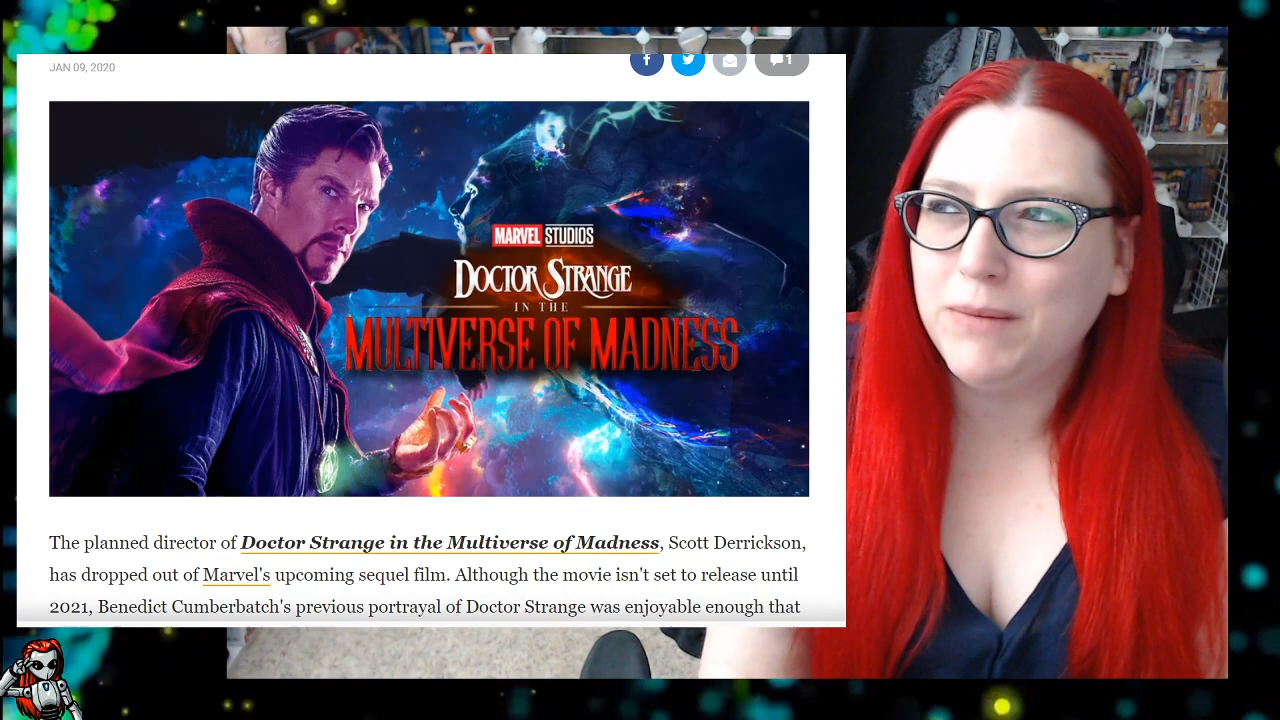 JAN 09, 2020
1
MARVEL STUDIOS
DOCTOR STRANGE
IN THE
MULTIVERSE OF MADNESS
The planned director of Doctor Strange in the Multiverse of Madness, Scott Derrickson,
has dropped out of Marvel's upcoming sequel film. Although the movie isn't set to release until
2021, Benedict Cumberbatch's previous portrayal of Doctor Strange was enjoyable enough that